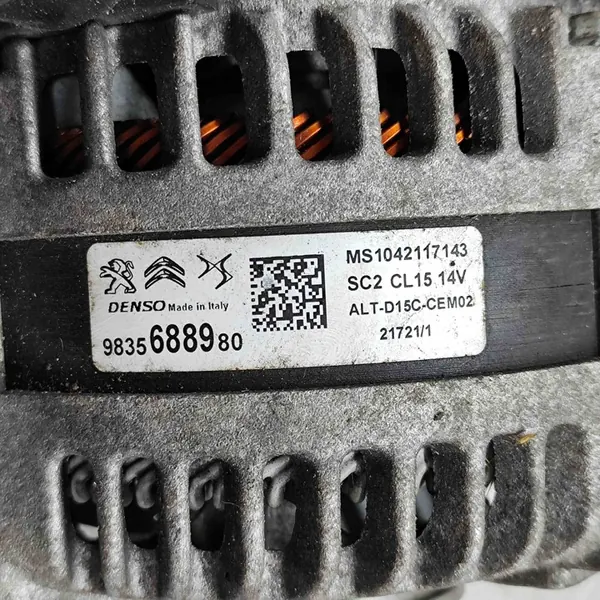 DENSO Made in Italy
9835688980
MS1042117143
SC2 CL15 14V
ALT-D15C-CEM02
21721/1